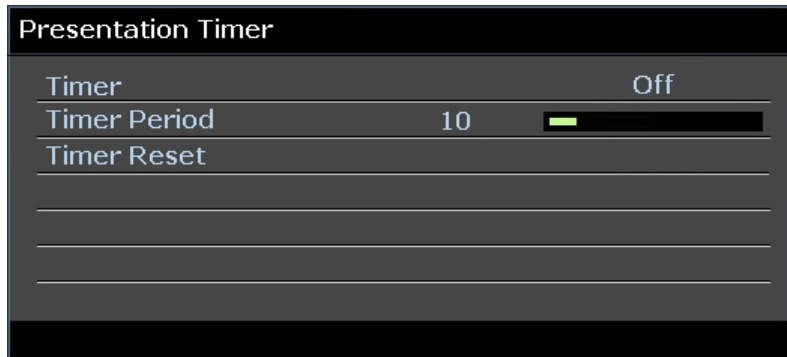 Presentation Timer
Timer Off
Timer Period 10
Timer Reset